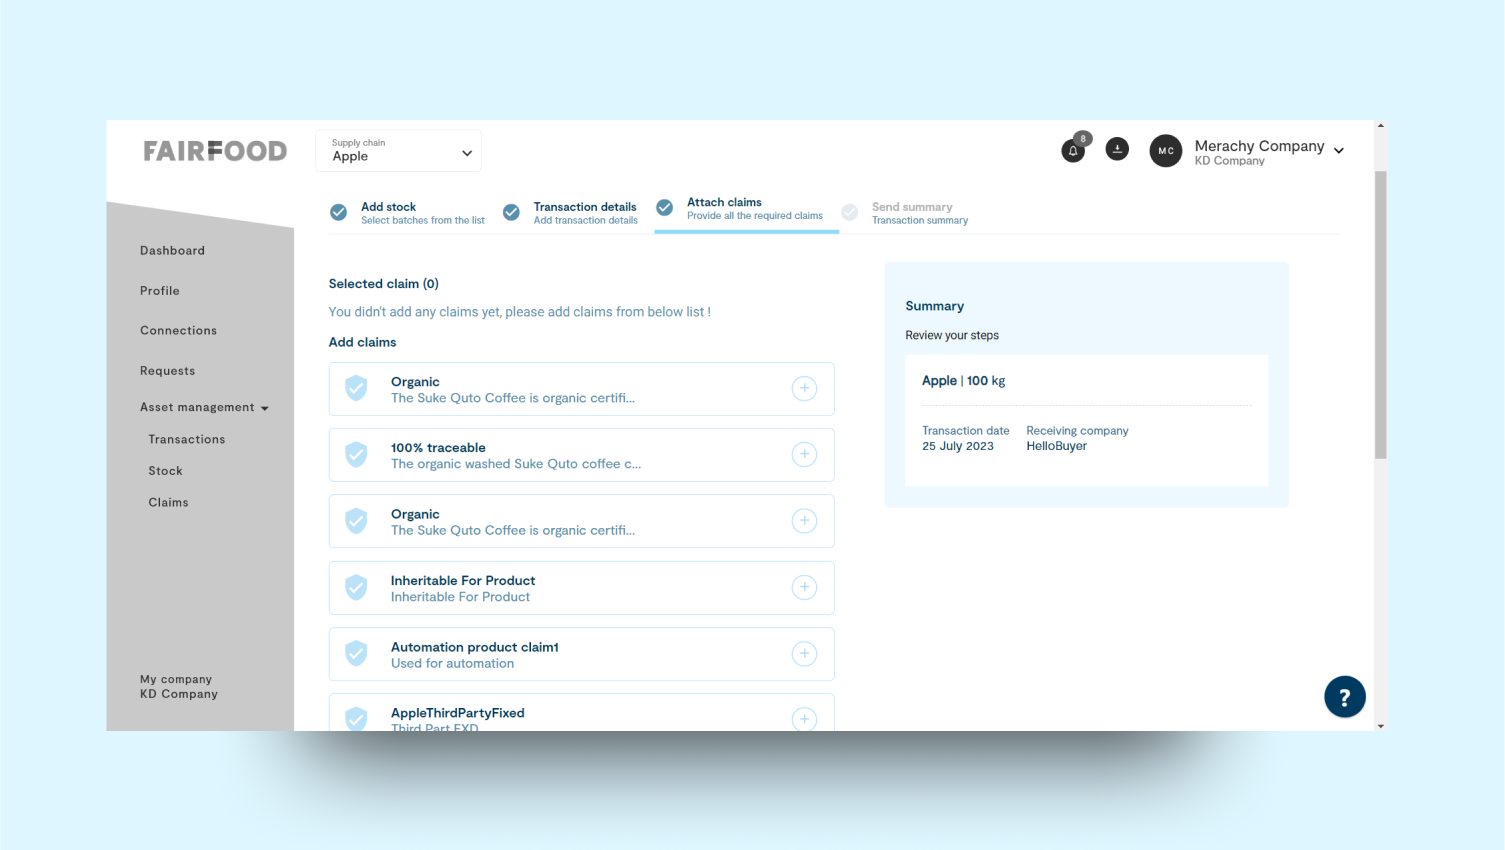 FAIRFOOD
Supply chain
Apple
8
MC
Merachy Company
KD Company
Add stock
Select batches from the list
Transaction details
Add transaction details
Attach claims
Provide all the required claims
Send summary
Transaction summary
Dashboard
Profile
Connections
Requests
Asset management
Transactions
Stock
Claims
My company
KD Company
Selected claim (0)
You didn't add any claims yet, please add claims from below list !
Add claims
Organic
The Suke Quto Coffee is organic certifi...
100% traceable
The organic washed Suke Quto coffee c...
Organic
The Suke Quto Coffee is organic certifi...
Inheritable For Product
Inheritable For Product
Automation product claim1
Used for automation
AppleThirdPartyFixed
Third Part FXD
Summary
Review your steps
Apple | 100 kg
Transaction date
25 July 2023
Receiving company
HelloBuyer
?